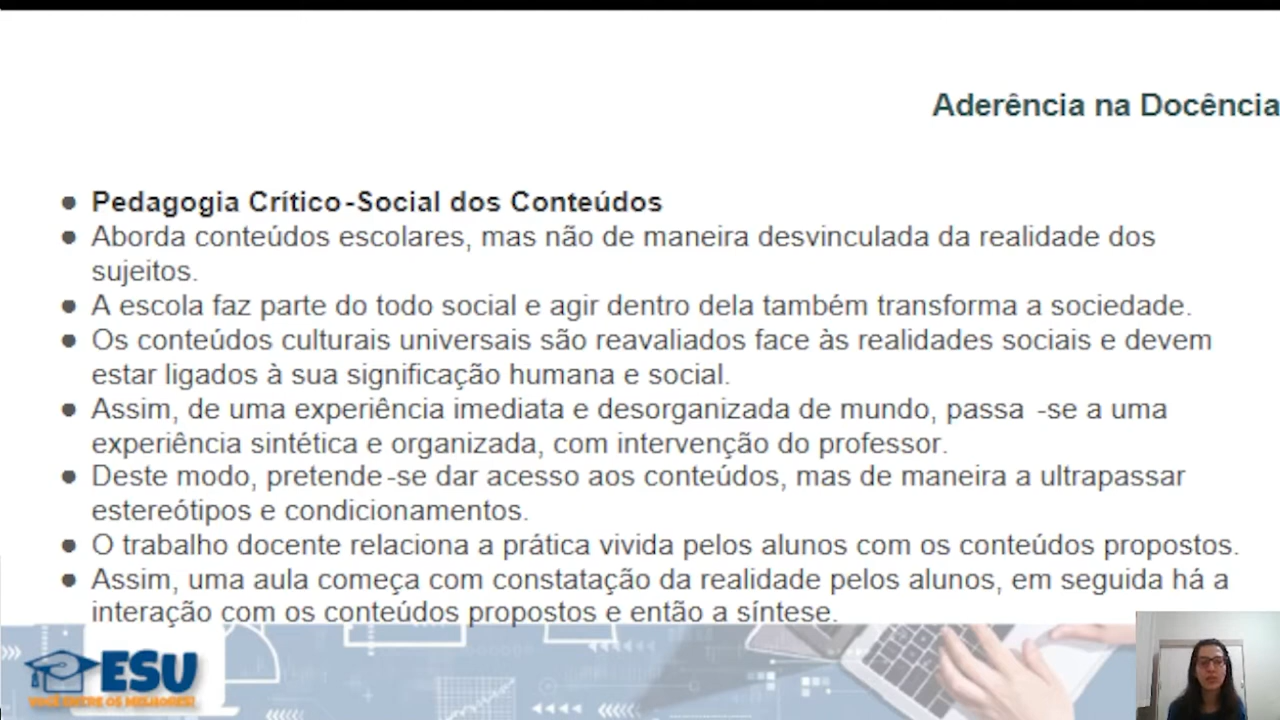 Aderência na Docência
Pedagogia Crítico-Social dos Conteúdos
Aborda conteúdos escolares, mas não de maneira desvinculada da realidade dos
sujeitos.
A escola faz parte do todo social e agir dentro dela também transforma a sociedade.
Os conteúdos culturais universais são reavaliados face às realidades sociais e devem
estar ligados à sua significação humana e social.
Assim, de uma experiência imediata e desorganizada de mundo, passa -se a uma
experiência sintética e organizada, com intervenção do professor.
Deste modo, pretende-se dar acesso aos conteúdos, mas de maneira a ultrapassar
estereótipos e condicionamentos.
O trabalho docente relaciona a prática vivida pelos alunos com os conteúdos propostos.
Assim, uma aula começa com constatação da realidade pelos alunos, em seguida há a
interação com os conteúdos propostos e então a síntese.
ESU
VOCÊ ENTRE OS MELHORES!